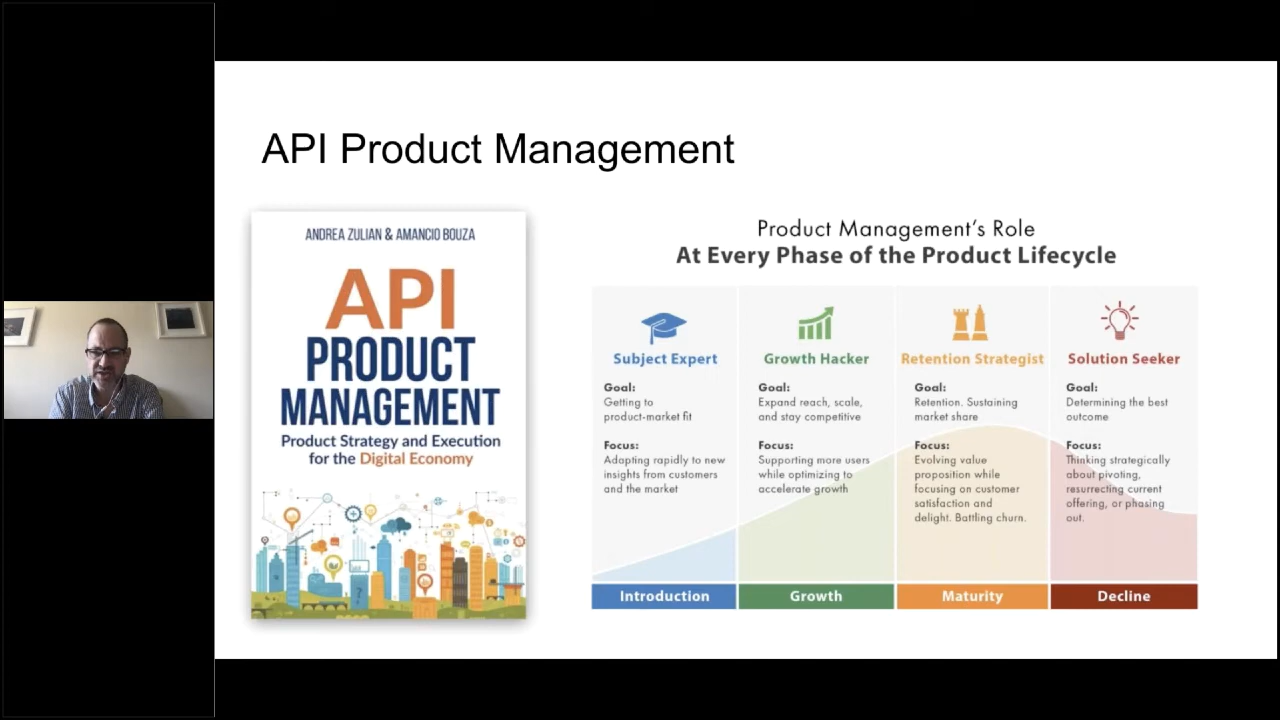 API Product Management
ANDREA ZULIAN & AMANCIO BOUZA
API
PRODUCT
MANAGEMENT
Product Strategy and Execution
for the Digital Economy
Product Management's Role
At Every Phase of the Product Lifecycle
Subject Expert
Goal:
Getting to
product-market fit
Focus:
Adapting rapidly to new
insights from customers
and the market
Introduction
Growth Hacker
Goal:
Expand reach, scale,
and stay competitive
Focus:
Supporting more users
while optimizing to
accelerate growth
Growth
Retention Strategist
Goal:
Retention. Sustaining
market share
Focus:
Evolving value
proposition while
focusing on customer
satisfaction and
delight. Battling churn.
Maturity
Solution Seeker
Goal:
Determining the best
outcome
Focus:
Thinking strategically
about pivoting,
resurrecting current
offering, or phasing
out.
Decline